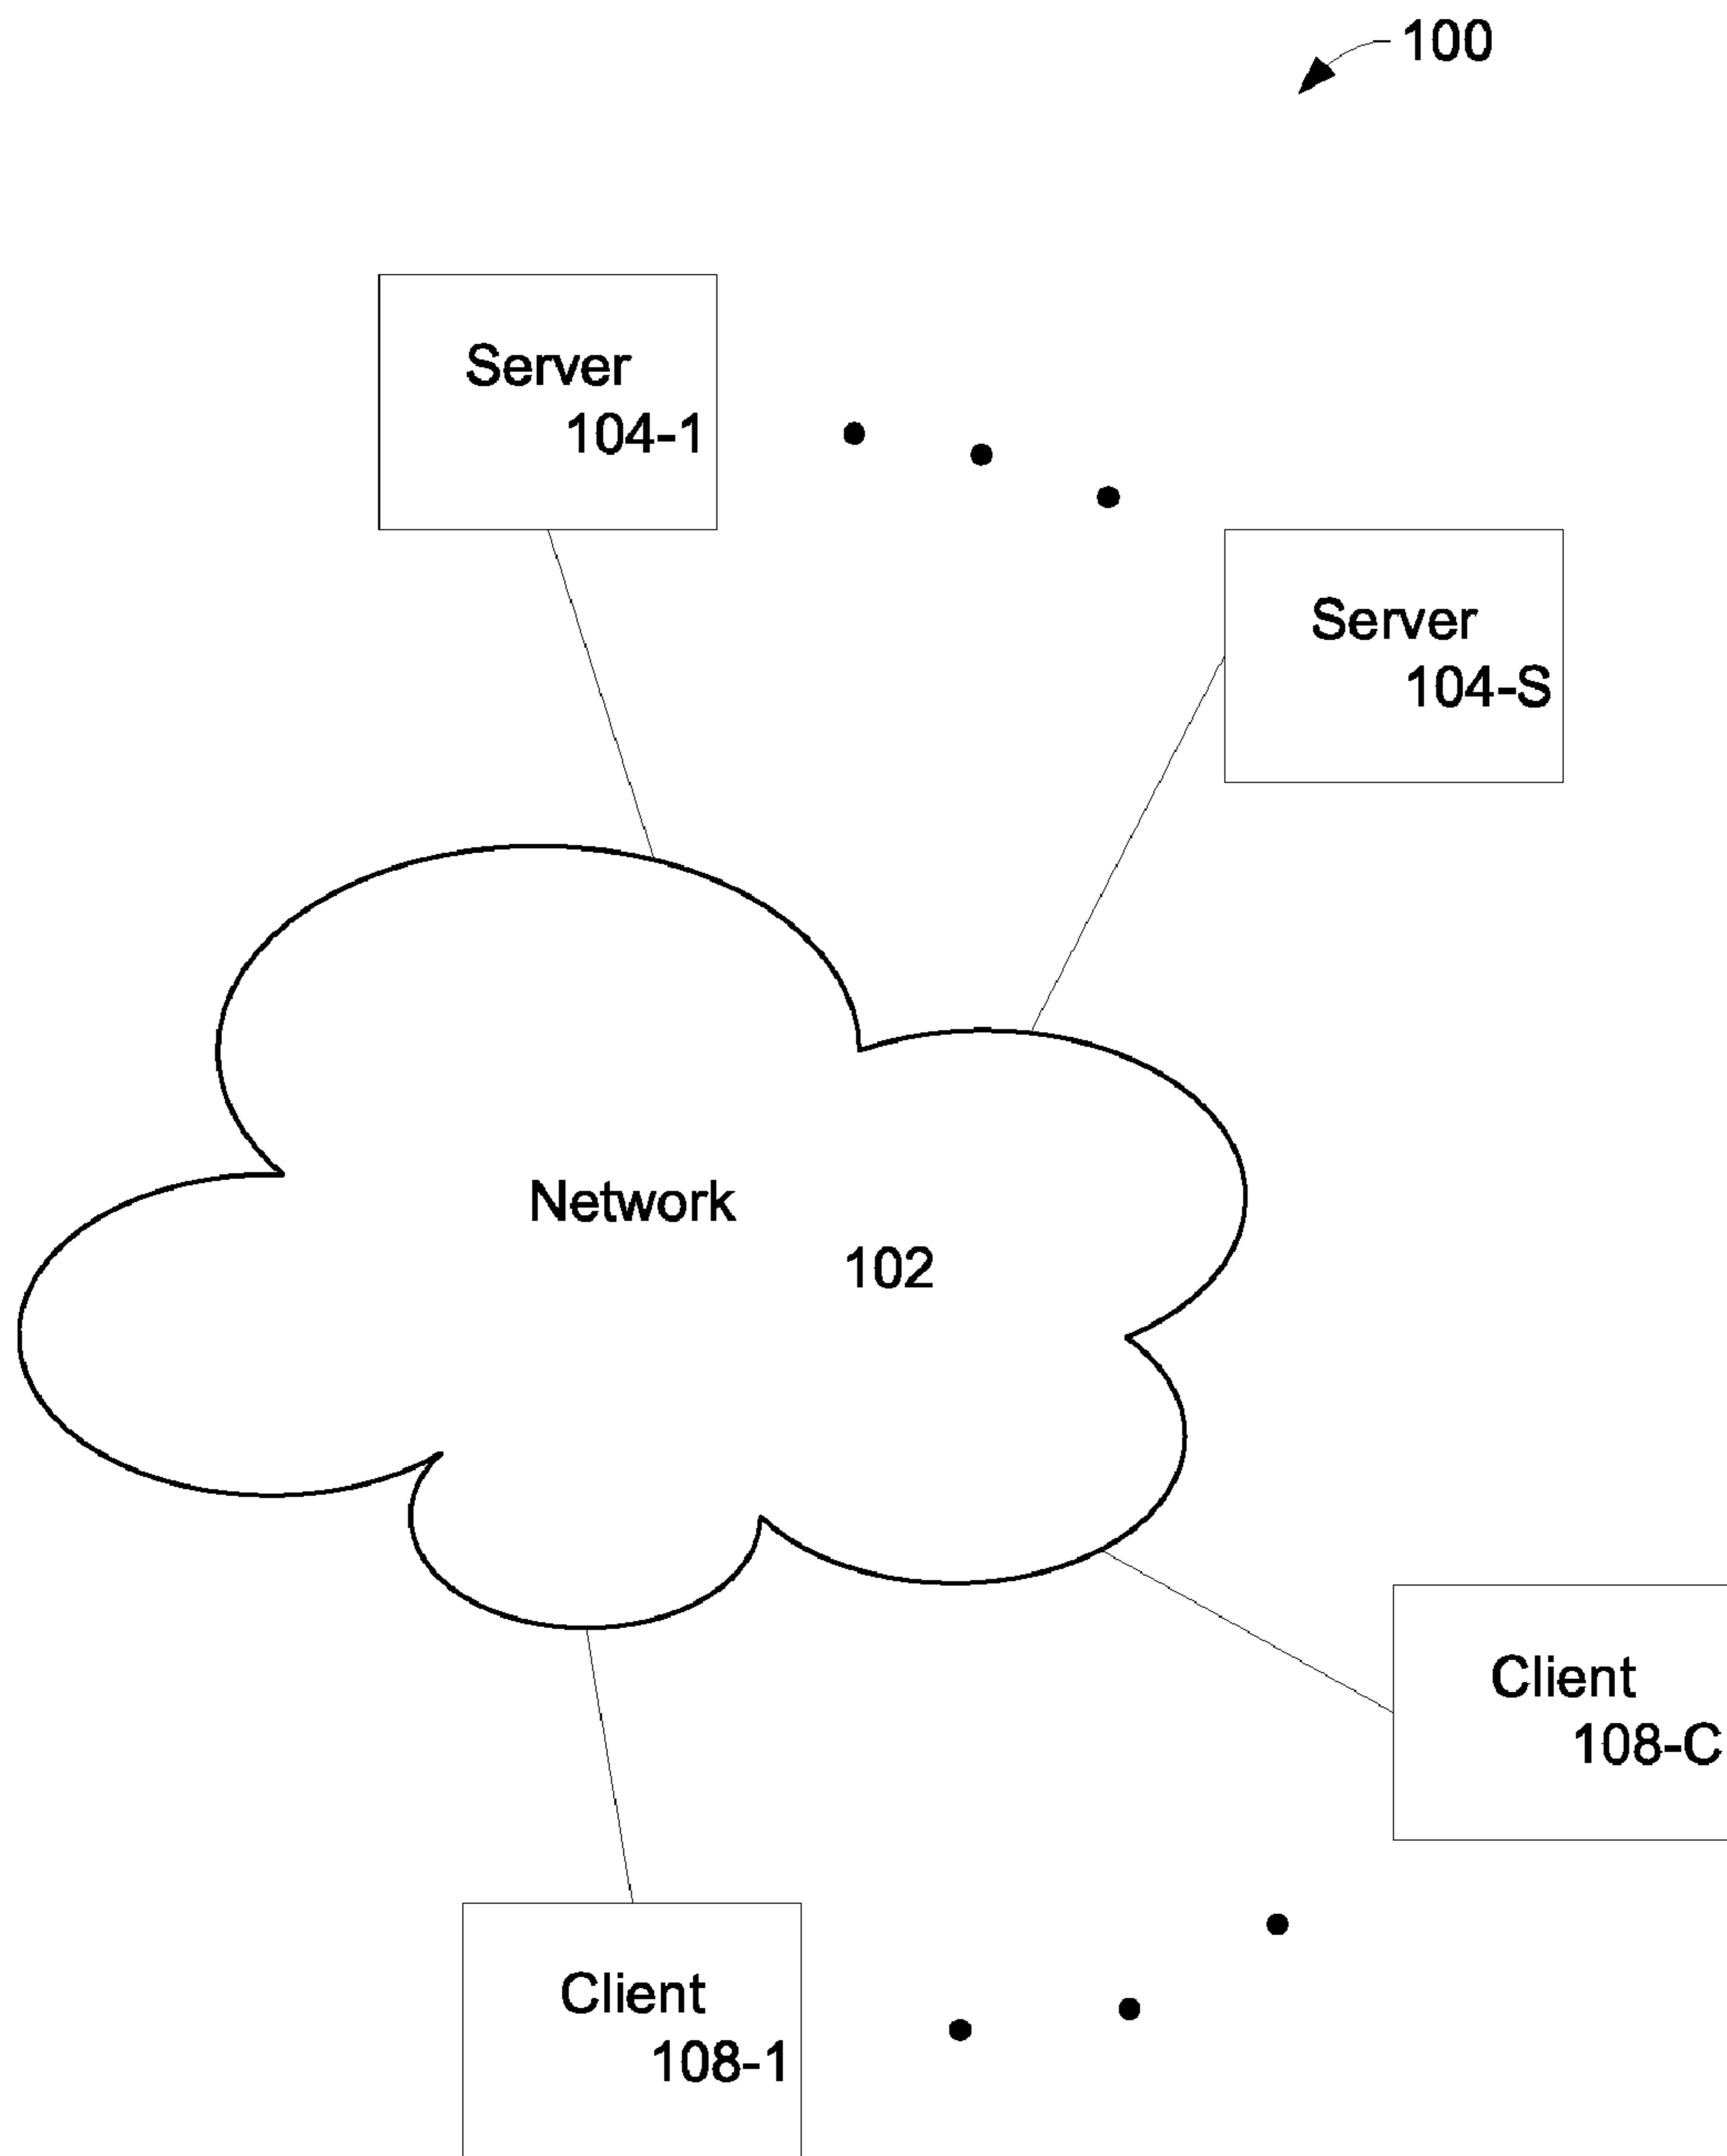 100
Server
104-1
Server
104-S
Network
102
Client
108-C
Client
108-1